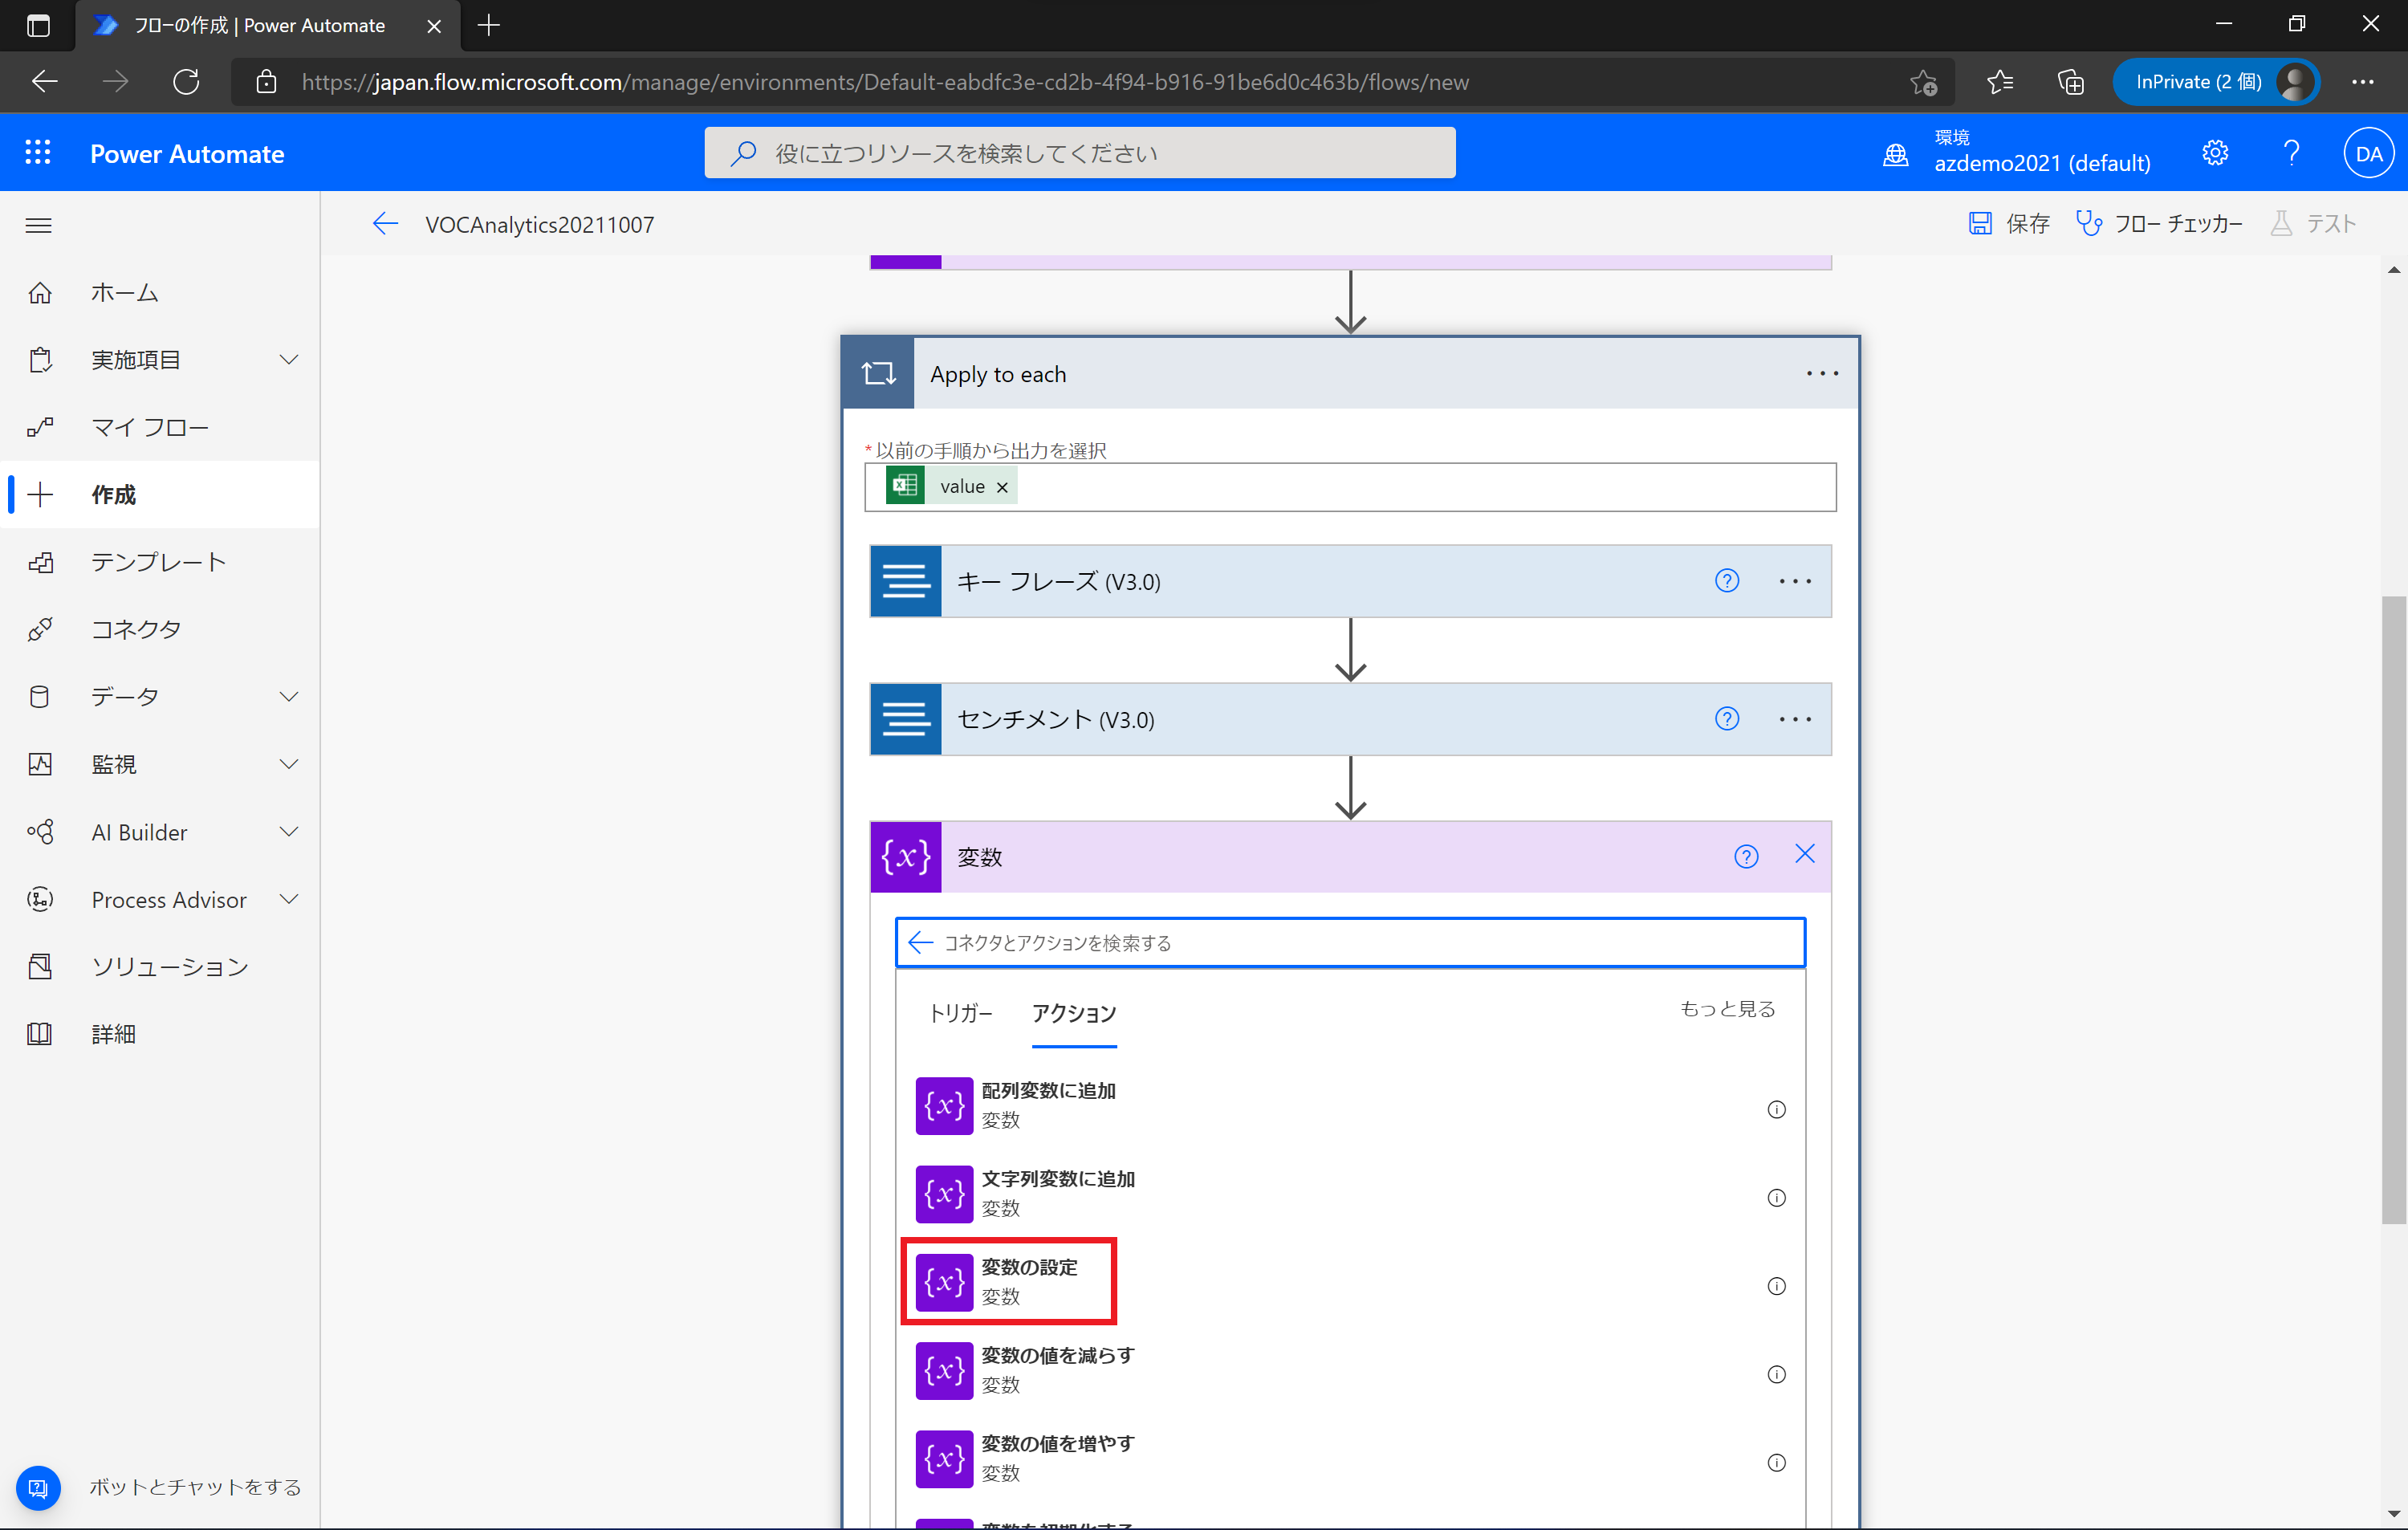 フローの作成 | Power Automate
https://japan.flow.microsoft.com/manage/environments/Default-eabdfc3e-cd2b-4f94-b916-91be6d0c463b/flows/new
InPrivate (2 個)
Power Automate
役に立つリソースを検索してください
環境
azdemo2021 (default)
DA
VOCAnalytics20211007
保存
フロー チェッカー
テスト
ホーム
実施項目
マイ フロー
作成
テンプレート
コネクタ
データ
監視
AI Builder
Process Advisor
ソリューション
詳細
ボットとチャットをする
Apply to each
*以前の手順から出力を選択
value
キー フレーズ (V3.0)
センチメント (V3.0)
{x} 変数
コネクタとアクションを検索する
トリガー
アクション
もっと見る
{x} 配列変数に追加
変数
{x} 文字列変数に追加
変数
{x} 変数の設定
変数
{x} 変数の値を減らす
変数
{x} 変数の値を増やす
変数